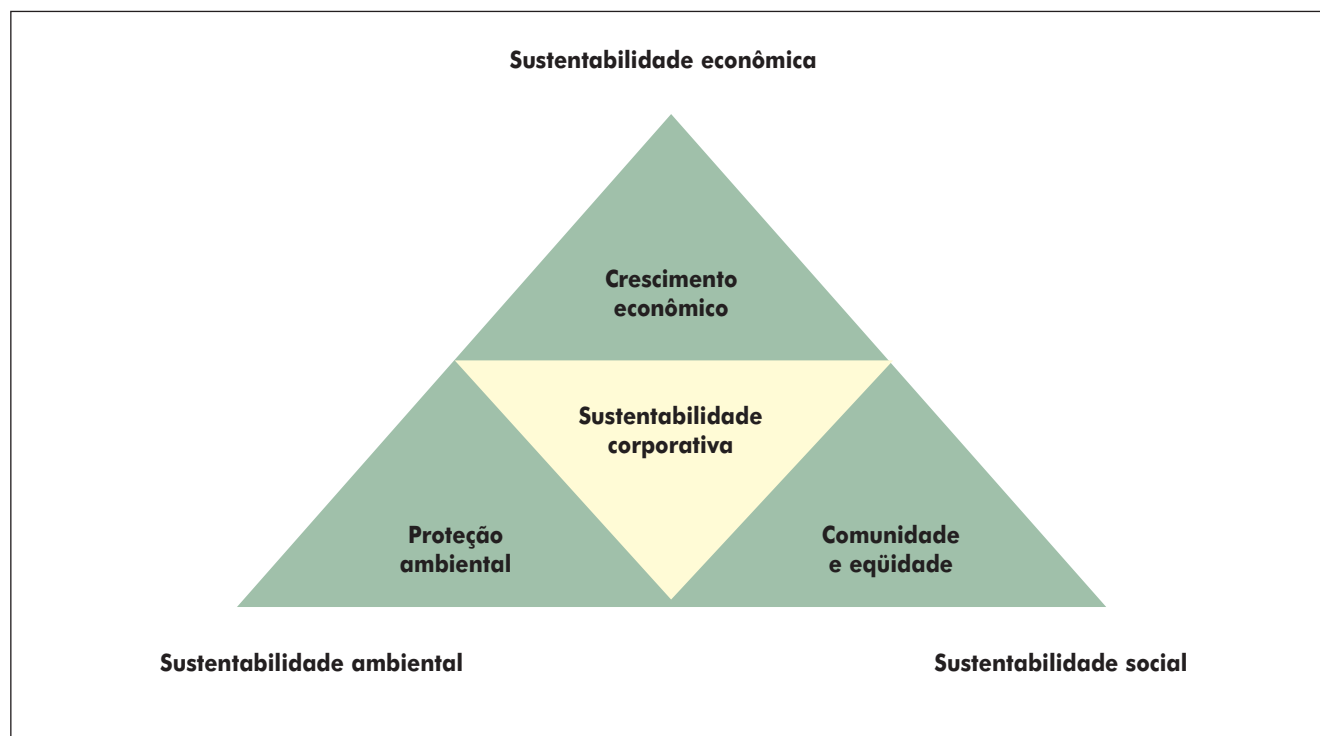 Sustentabilidade econômica
Crescimento
econômico
Sustentabilidade
corporativa
Proteção
ambiental
Comunidade
e eqüidade
Sustentabilidade ambiental
Sustentabilidade social